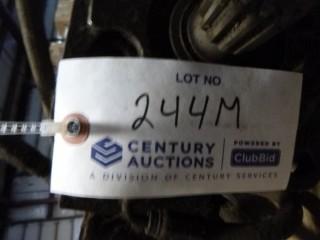 LOT NO
244M
CENTURY AUCTIONS
POWERED BY
ClubBid
A DIVISION OF CENTURY SERVICES